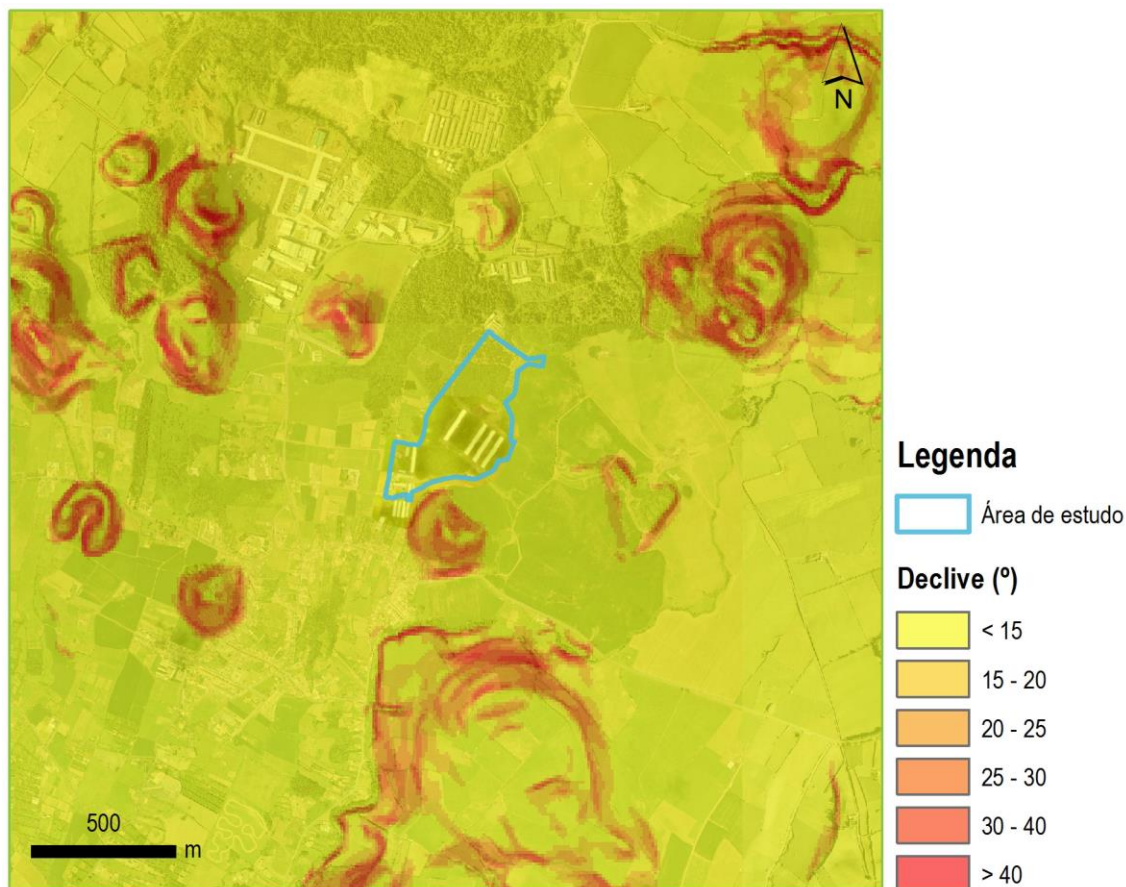 N
Legenda
Área de estudo
Declive (º)
< 15
15 - 20
20 - 25
25 - 30
30 - 40
> 40
500
m